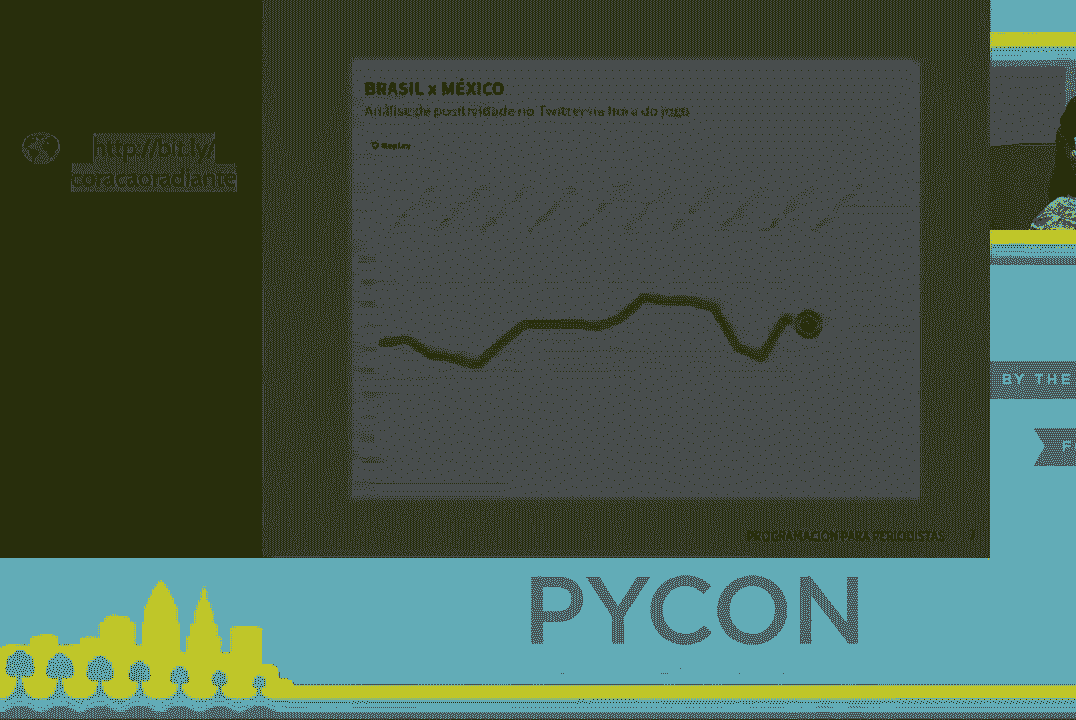 http://bit.ly/
coracaoradiante
BRASIL x MÉXICO
Análise de positividade no Twitter na hora do jogo
Replay
PROGRAMACION PARA PERIODISTAS 7
BY THE
PYCON